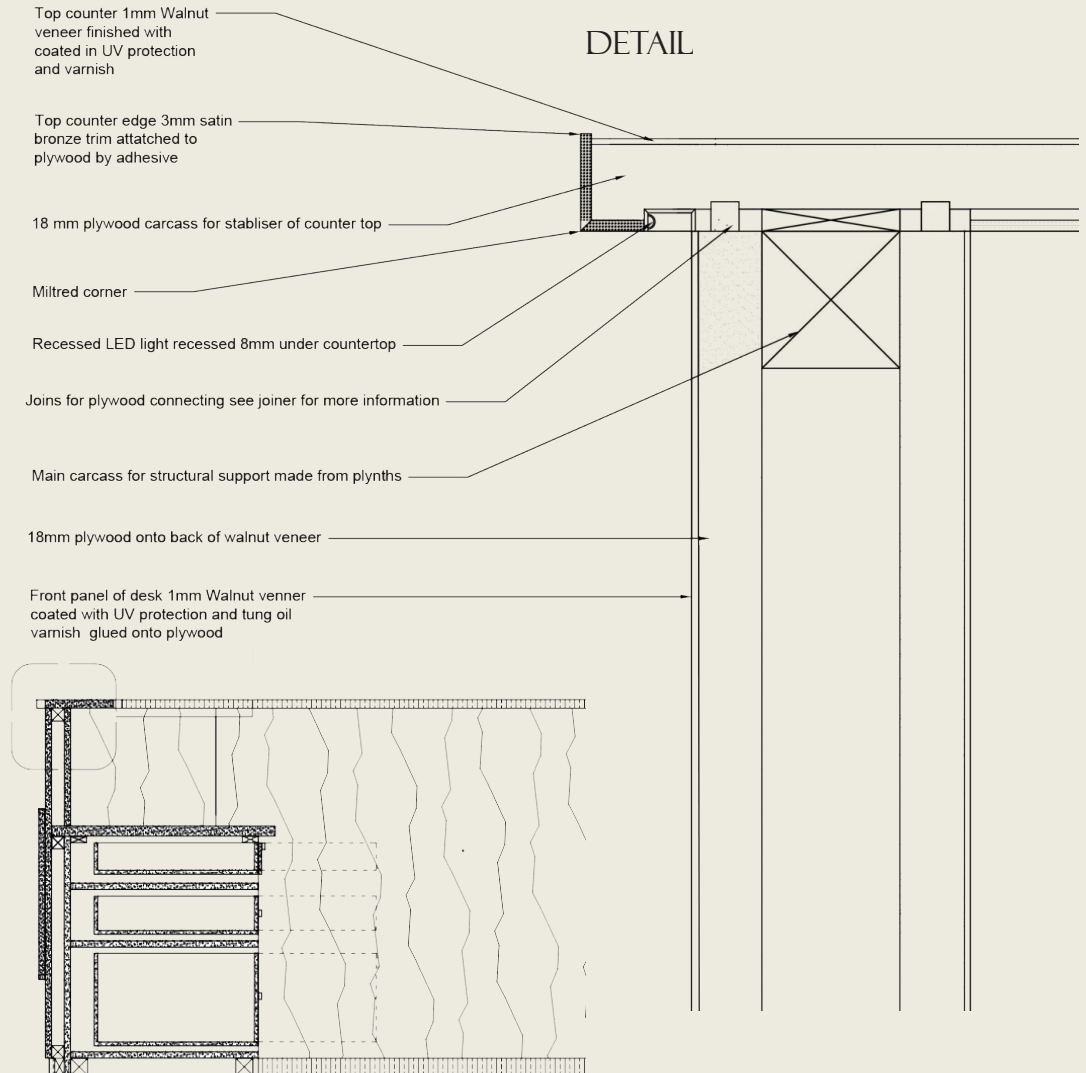 DETAIL
Top counter 1mm Walnut
veneer finished with
coated in UV protection
and varnish
Top counter edge 3mm satin
bronze trim attatched to
plywood by adhesive
18 mm plywood carcass for stabliser of counter top
Miltred corner
Recessed LED light recessed 8mm under countertop
Joins for plywood connecting see joiner for more information
Main carcass for structural support made from plynths
18mm plywood onto back of walnut veneer
Front panel of desk 1mm Walnut venner
coated with UV protection and tung oil
varnish glued onto plywood